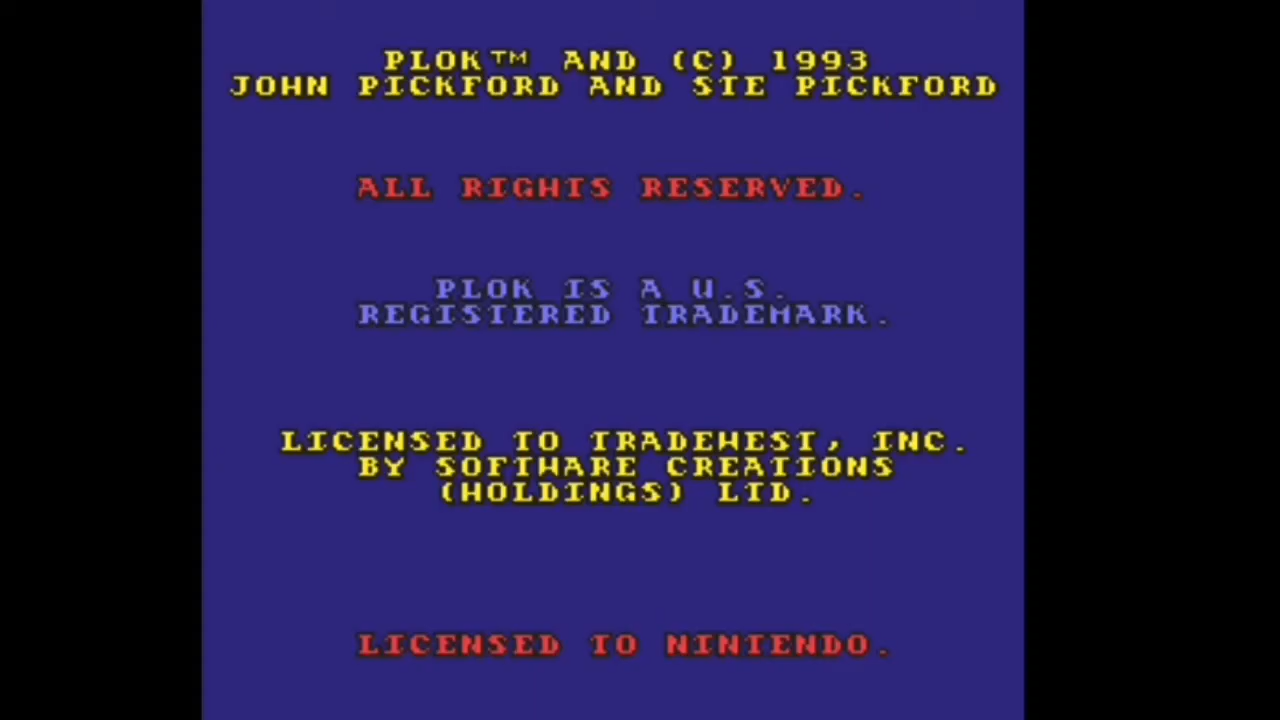 PLOK™ AND (C) 1993
JOHN PICKFORD AND STE PICKFORD
ALL RIGHTS RESERVED.
PLOK IS A U.S.
REGISTERED TRADEMARK.
LICENSED TO TRADEWEST, INC.
BY SOFTWARE CREATIONS
(HOLDINGS) LTD.
LICENSED TO NINTENDO.